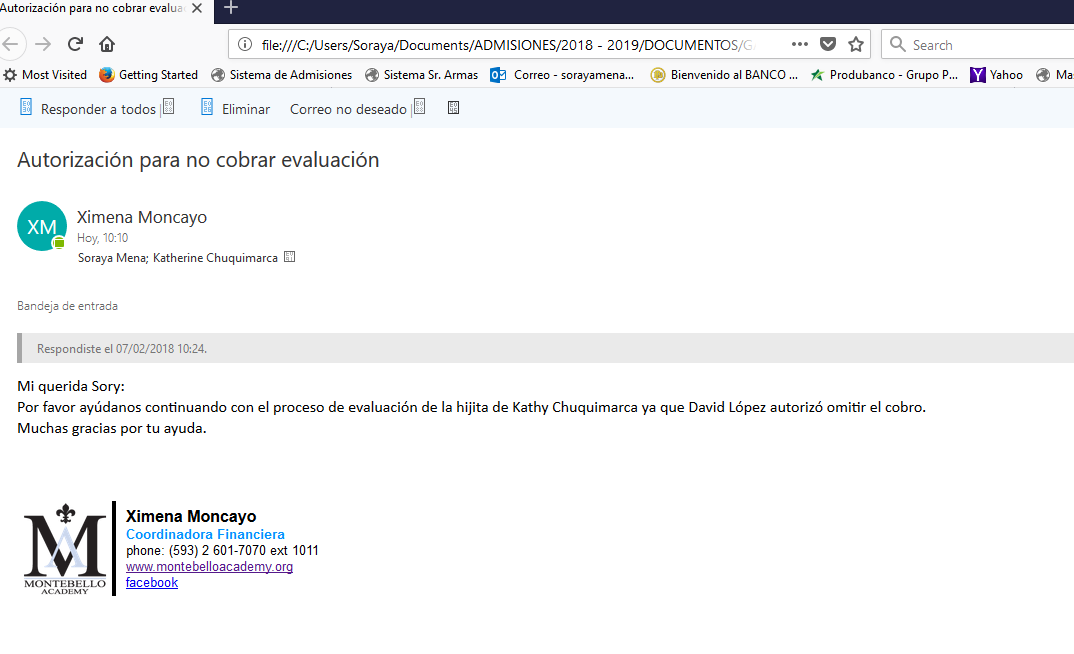 Autorización para no cobrar evalua
file:///C:/Users/Soraya/Documents/ADMISIONES/2018 - 2019/DOCUMENTOS/G
Search
Most Visited Getting Started Sistema de Admisiones Sistema Sr. Armas Correo - sorayamena... Bienvenido al BANCO ... Produbanco - Grupo P... Yahoo Ma
Responder a todos | Eliminar Correo no deseado |
Autorización para no cobrar evaluación
XM
Ximena Moncayo
Hoy, 10:10
Soraya Mena; Katherine Chuquimarca
Bandeja de entrada
Respondiste el 07/02/2018 10:24.
Mi querida Sory:
Por favor ayúdanos continuando con el proceso de evaluación de la hijita de Kathy Chuquimarca ya que David López autorizó omitir el cobro.
Muchas gracias por tu ayuda.
MA
MONTEBELLO
ACADEMY
Ximena Moncayo
Coordinadora Financiera
phone: (593) 2 601-7070 ext 1011
www.montebelloacademy.org
facebook